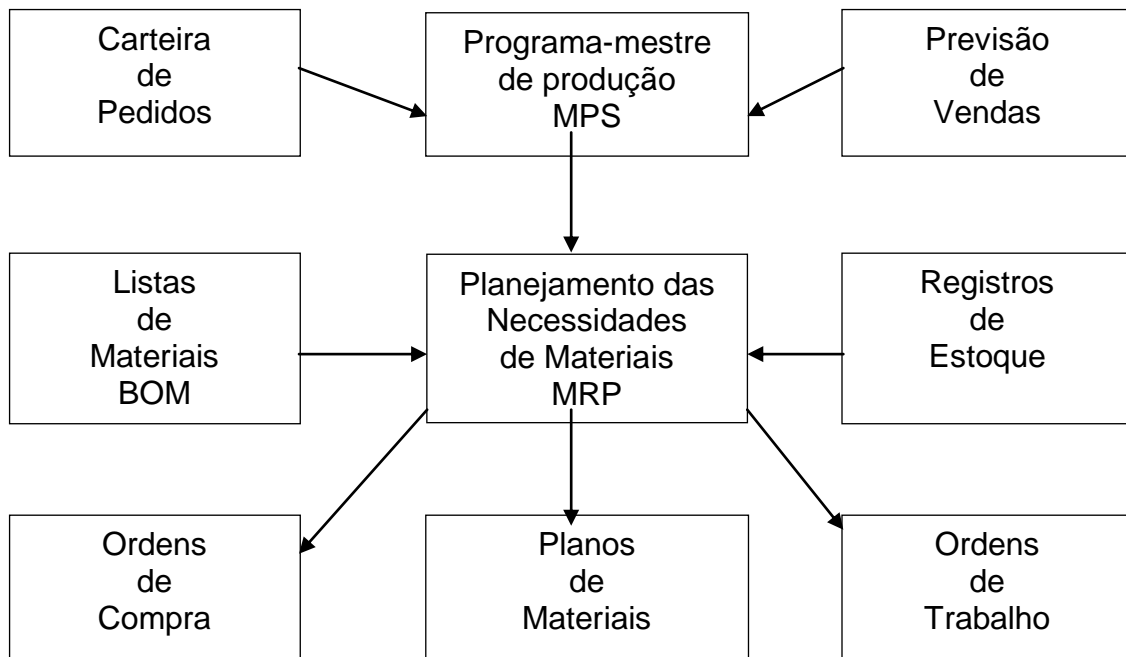 Carteira
de
Pedidos
Programa-mestre
de produção
MPS
Previsão
de
Vendas
Listas
de
Materiais
BOM
Planejamento das
Necessidades
de Materiais
MRP
Registros
de
Estoque
Ordens
de
Compra
Planos
de
Materiais
Ordens
de
Trabalho